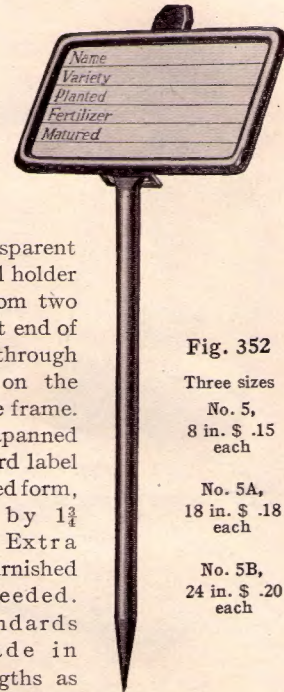 Name
Variety
Planted
Fertilizer
Matured
sparent
l holder
om two
t end of
through
on the
e frame.
panned
rd label
ed form,
by 1¾
Extra
rnished
eeded.
ndards
de in
gths as
Fig. 352
Three sizes
No. 5,
8 in. $ .15
each
No. 5A,
18 in. $ .18
each
No. 5B,
24 in. $ .20
each